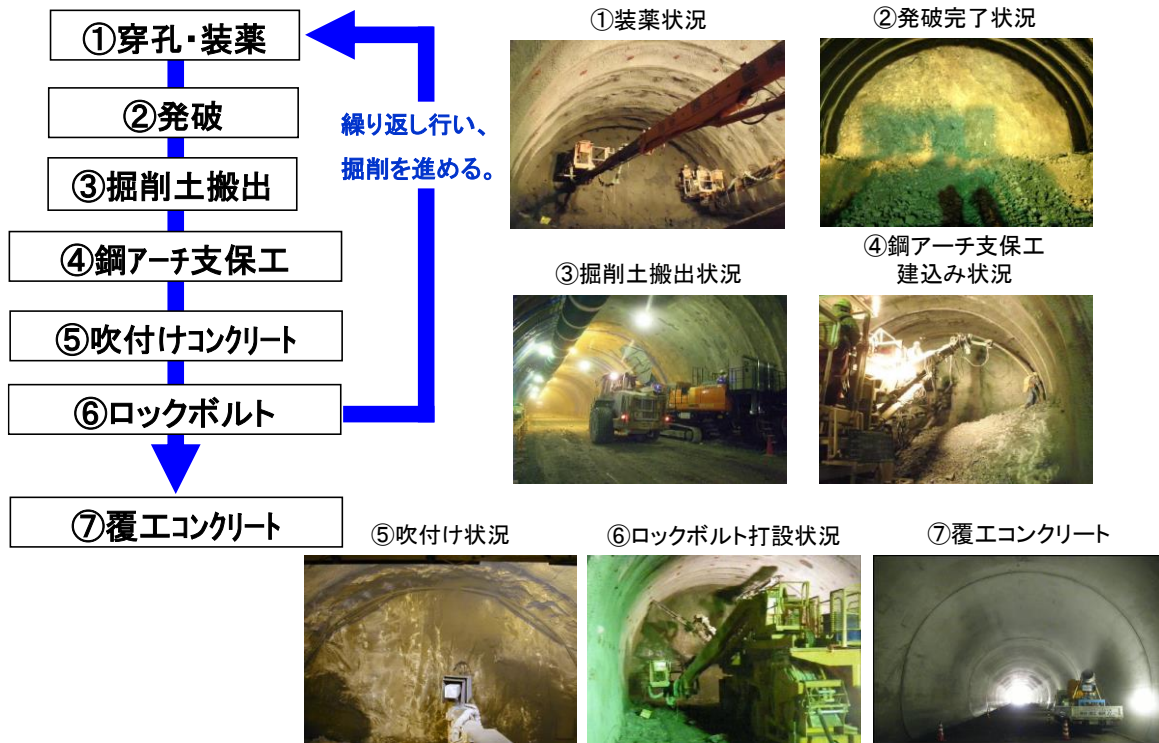 ①穿孔・装薬
②発破
③掘削土搬出
④鋼アーチ支保工
⑤吹付けコンクリート
⑥ロックボルト
⑦覆工コンクリート
繰り返し行い、
掘削を進める。
①装薬状況
②発破完了状況
③掘削土搬出状況
④鋼アーチ支保工
建込み状況
⑤吹付け状況
⑥ロックボルト打設状況
⑦覆工コンクリート